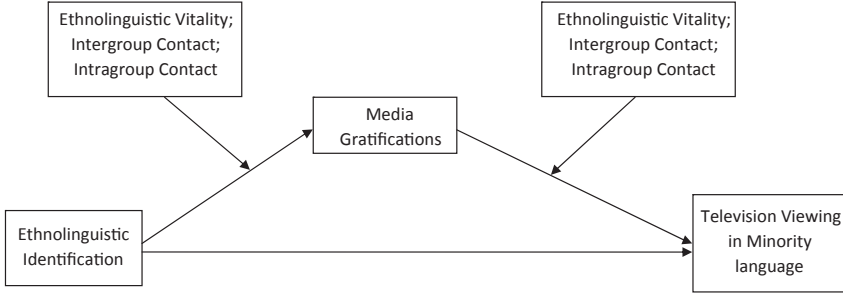 Ethnolinguistic Vitality;
Intergroup Contact;
Intragroup Contact
Ethnolinguistic Vitality;
Intergroup Contact;
Intragroup Contact
Media
Gratifications
Ethnolinguistic
Identification
Television Viewing
in Minority
language